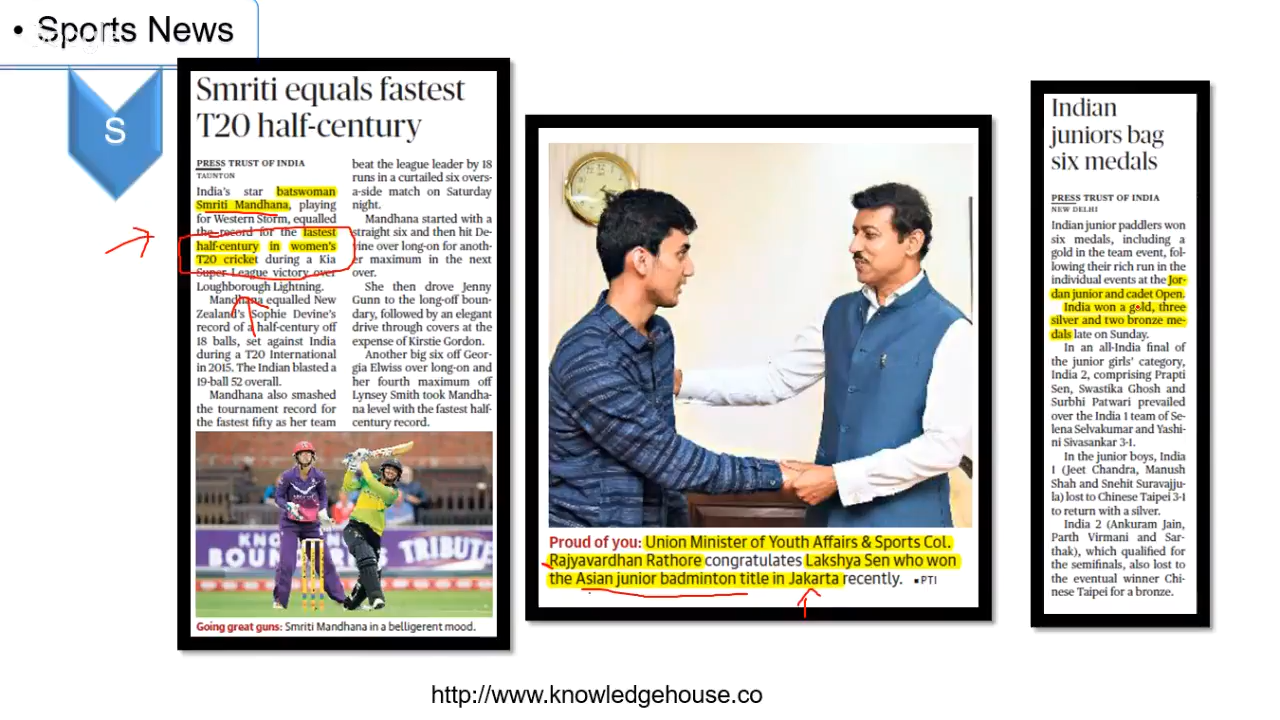 • Sports News
S
Smriti equals fastest
T20 half-century
PRESS TRUST OF INDIA
TAUNTON
India's star batswoman
Smriti Mandhana, playing
for Western Storm, equalled
the record for the fastest
half-century in women's
T20 cricket during a Kia
Super League victory over
Loughborough Lightning.
Mandhana equalled New
Zealand's Sophie Devine's
record of a half-century off
18 balls, set against India
during a T20 International
in 2015. The Indian blasted a
19-ball 52 overall.
Mandhana also smashed
the tournament record for
the fastest fifty as her team
beat the league leader by 18
runs in a curtailed six overs-
a-side match on Saturday
night.
Mandhana started with a
straight six and then hit De-
vine over long-on for anoth-
er maximum in the next
over.
She then drove Jenny
Gunn to the long-off boun-
dary, followed by an elegant
drive through covers at the
expense of Kirstie Gordon.
Another big six off Geor-
gia Elwiss over long-on and
her fourth maximum off
Lynsey Smith took Mandha-
na level with the fastest half-
century record.
BOUNDARIES
TRIBUTE
Going great guns: Smriti Mandhana in a belligerent mood.
Proud of you: Union Minister of Youth Affairs & Sports Col.
Rajyavardhan Rathore congratulates Lakshya Sen who won
the Asian junior badminton title in Jakarta recently. ■ PTI
Indian
juniors bag
six medals
PRESS TRUST OF INDIA
NEW DELHI
Indian junior paddlers won
six medals, including a
gold in the team event, fol-
lowing their rich run in the
individual events at the Jor-
dan junior and cadet Open.
India won a gold, three
silver and two bronze me-
dals late on Sunday.
In an all-India final of
the junior girls' category,
India 2, comprising Prapti
Sen, Swastika Ghosh and
Surbhi Patwari prevailed
over the India 1 team of Se-
lena Selvakumar and Yashi-
ni Sivasankar 3-1.
In the junior boys, India
1 (Jeet Chandra, Manush
Shah and Snehit Suravajju-
la) lost to Chinese Taipei 3-1
to return with a silver.
India 2 (Ankuram Jain,
Parth Virmani and Sar-
thak), which qualified for
the semifinals, also lost to
the eventual winner Chi-
nese Taipei for a bronze.
http://www.knowledgehouse.co